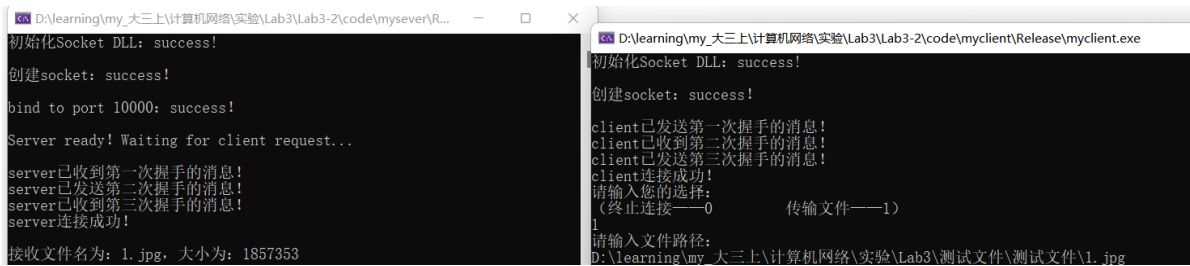 D:\learning\my_大三上\计算机网络\实验\Lab3\Lab3-2\code\mysever\R...
初始化Socket DLL：success!
创建socket：success!
bind to port 10000：success!
Server ready！Waiting for client request...
server已收到第一次握手的消息！
server已发送第二次握手的消息！
server已收到第三次握手的消息！
server连接成功！
接收文件名为：1.jpg，大小为：1857353
D:\learning\my_大三上\计算机网络\实验\Lab3\Lab3-2\code\myclient\Release\myclient.exe
初始化Socket DLL：success!
创建socket：success!
client已发送第一次握手的消息！
client已收到第二次握手的消息！
client已发送第三次握手的消息！
client连接成功！
请输入您的选择：
（终止连接——0 传输文件——1）
1
请输入文件路径：
D:\learning\my_大三上\计算机网络\实验\Lab3\测试文件\测试文件\1.jpg